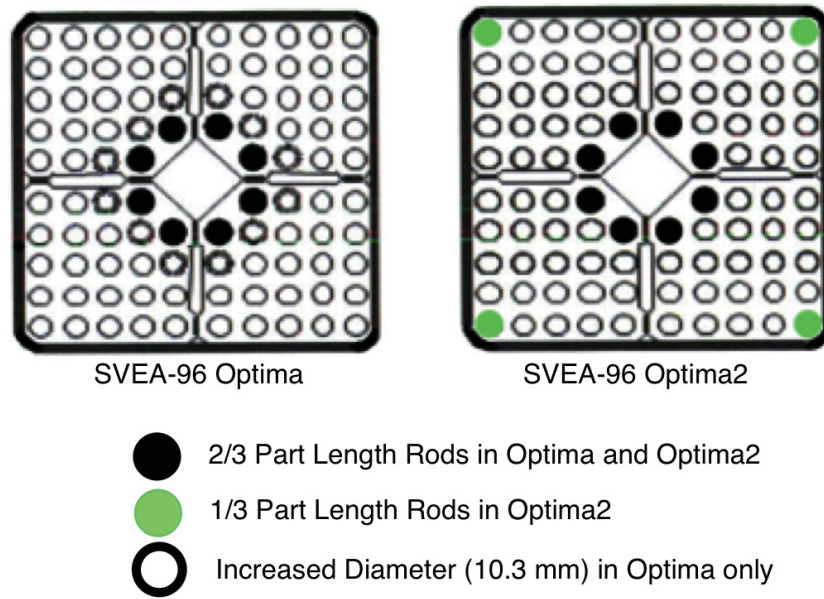 SVEA-96 Optima
SVEA-96 Optima2
2/3 Part Length Rods in Optima and Optima2
1/3 Part Length Rods in Optima2
Increased Diameter (10.3 mm) in Optima only